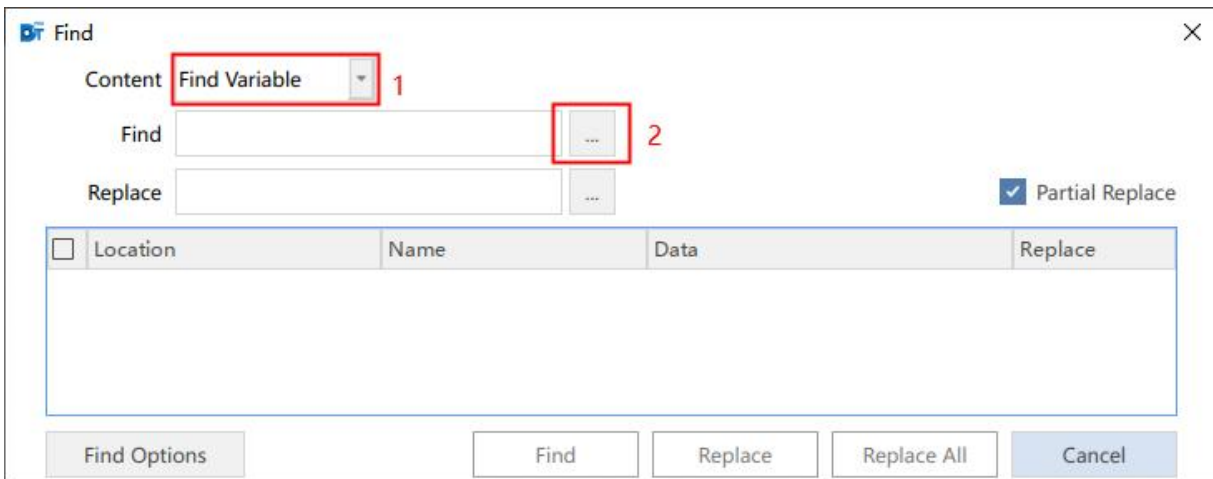 DT Find
Content Find Variable 1
Find ... 2
Replace ... Partial Replace
Location Name Data Replace
Find Options Find Replace Replace All Cancel